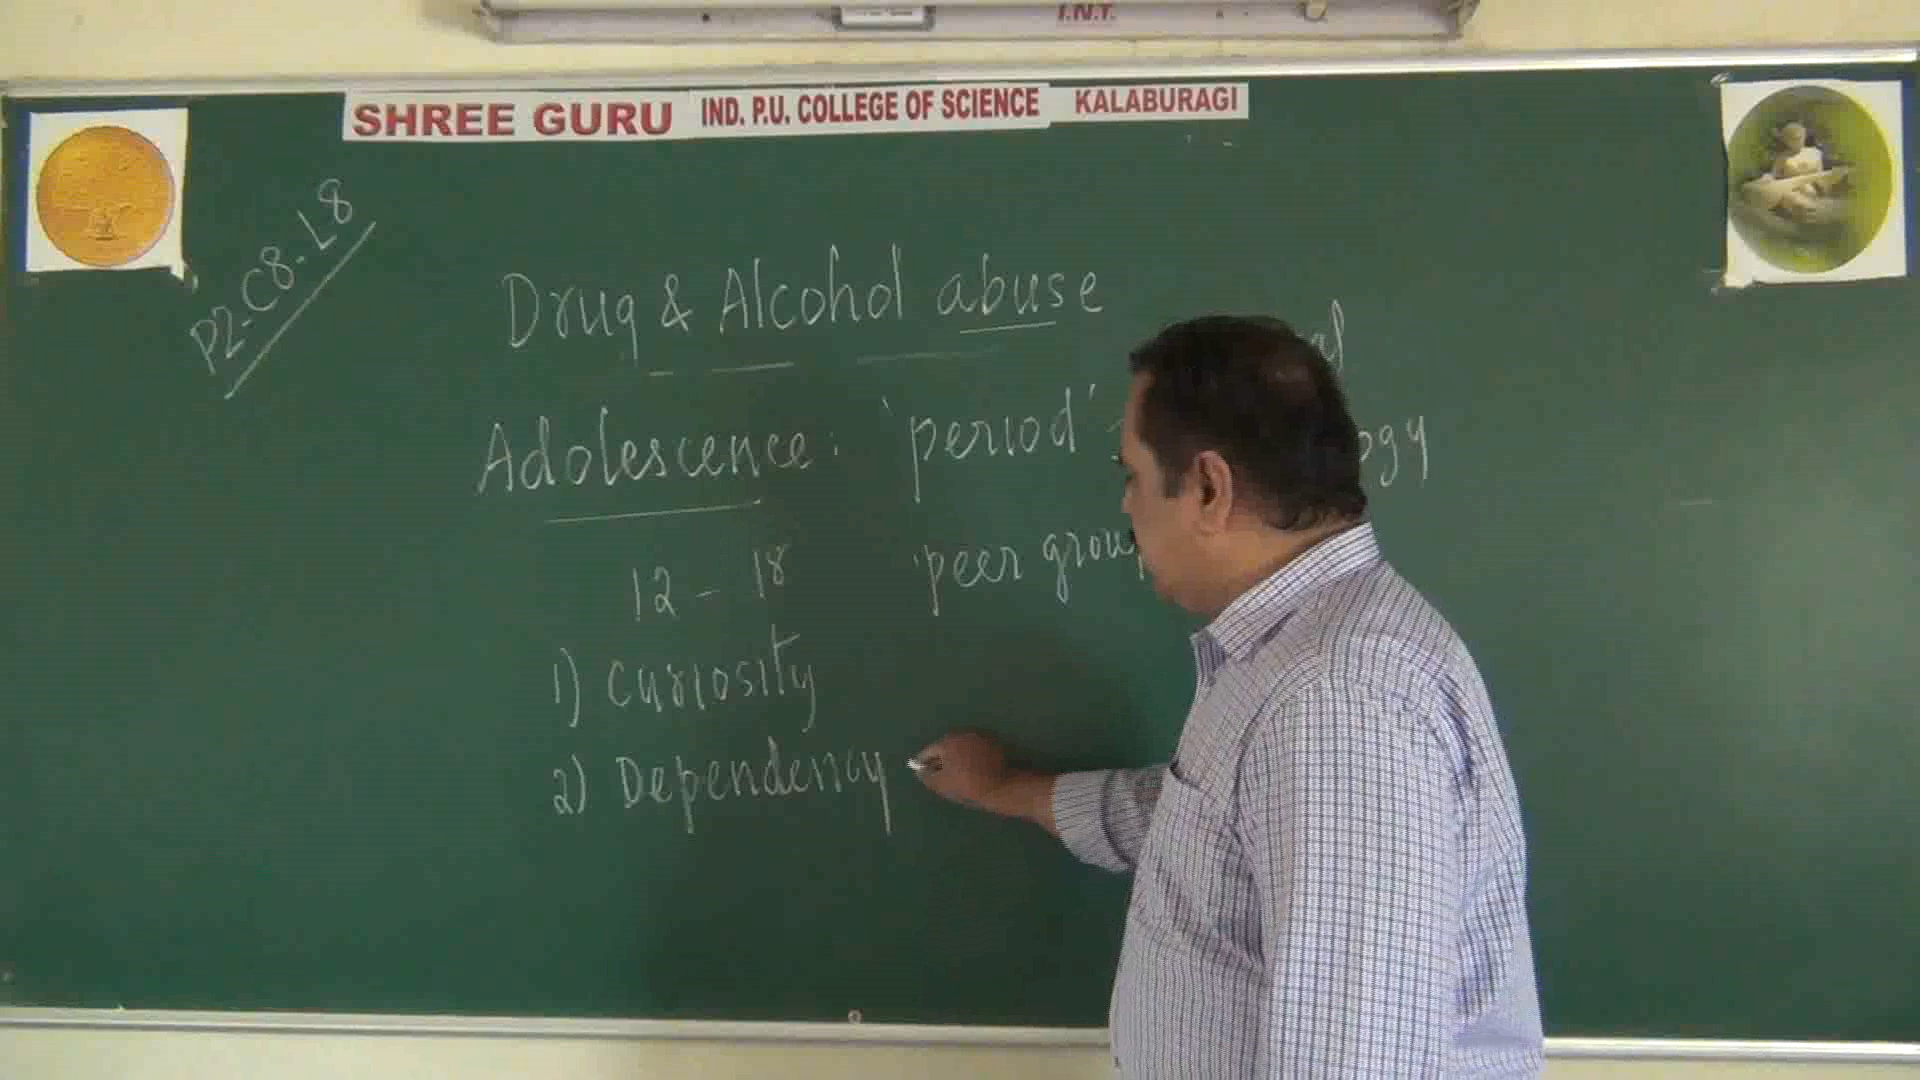 I.N.T.
SHREE GURU IND. P.U. COLLEGE OF SCIENCE KALABURAGI
P2-C8-L8
Drug & Alcohol abuse
Adolescence: 'period'
12 - 18 'peer group
1) Curiosity
2) Dependency